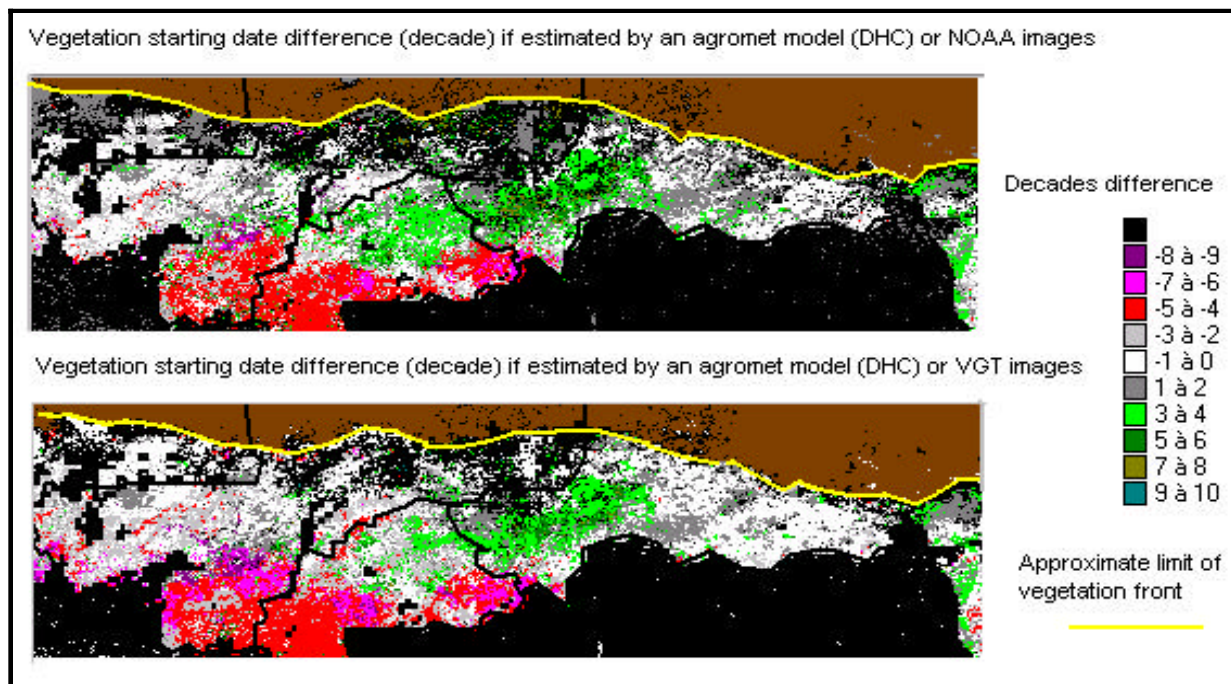 Vegetation starting date difference (decade) if estimated by an agromet model (DHC) or NOAA images
Decades difference
-8 à -9
-7 à -6
-5 à -4
-3 à -2
-1 à 0
1 à 2
3 à 4
5 à 6
7 à 8
9 à 10
Vegetation starting date difference (decade) if estimated by an agromet model (DHC) or VGT images
Approximate limit of
vegetation front